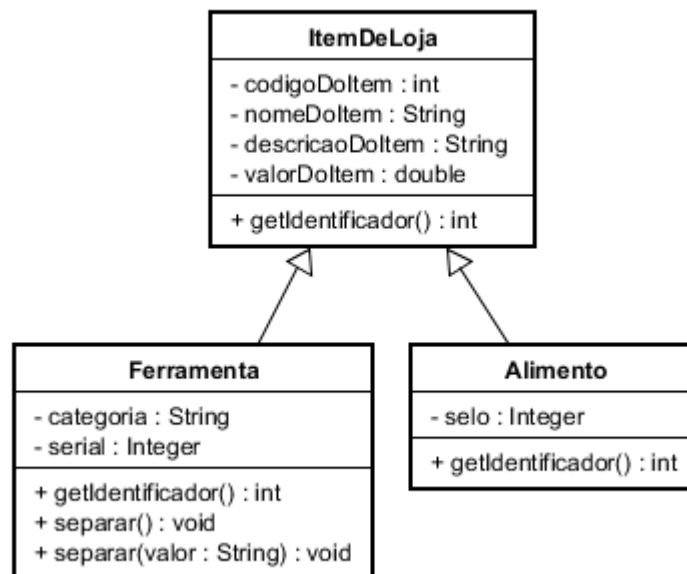 ItemDeLoja
- codigoDoItem : int
- nomeDoItem : String
- descricaoDoItem : String
- valorDoItem : double
+ getIdentificador() : int
Ferramenta
- categoria : String
- serial : Integer
+ getIdentificador() : int
+ separar() : void
+ separar(valor : String) : void
Alimento
- selo : Integer
+ getIdentificador() : int